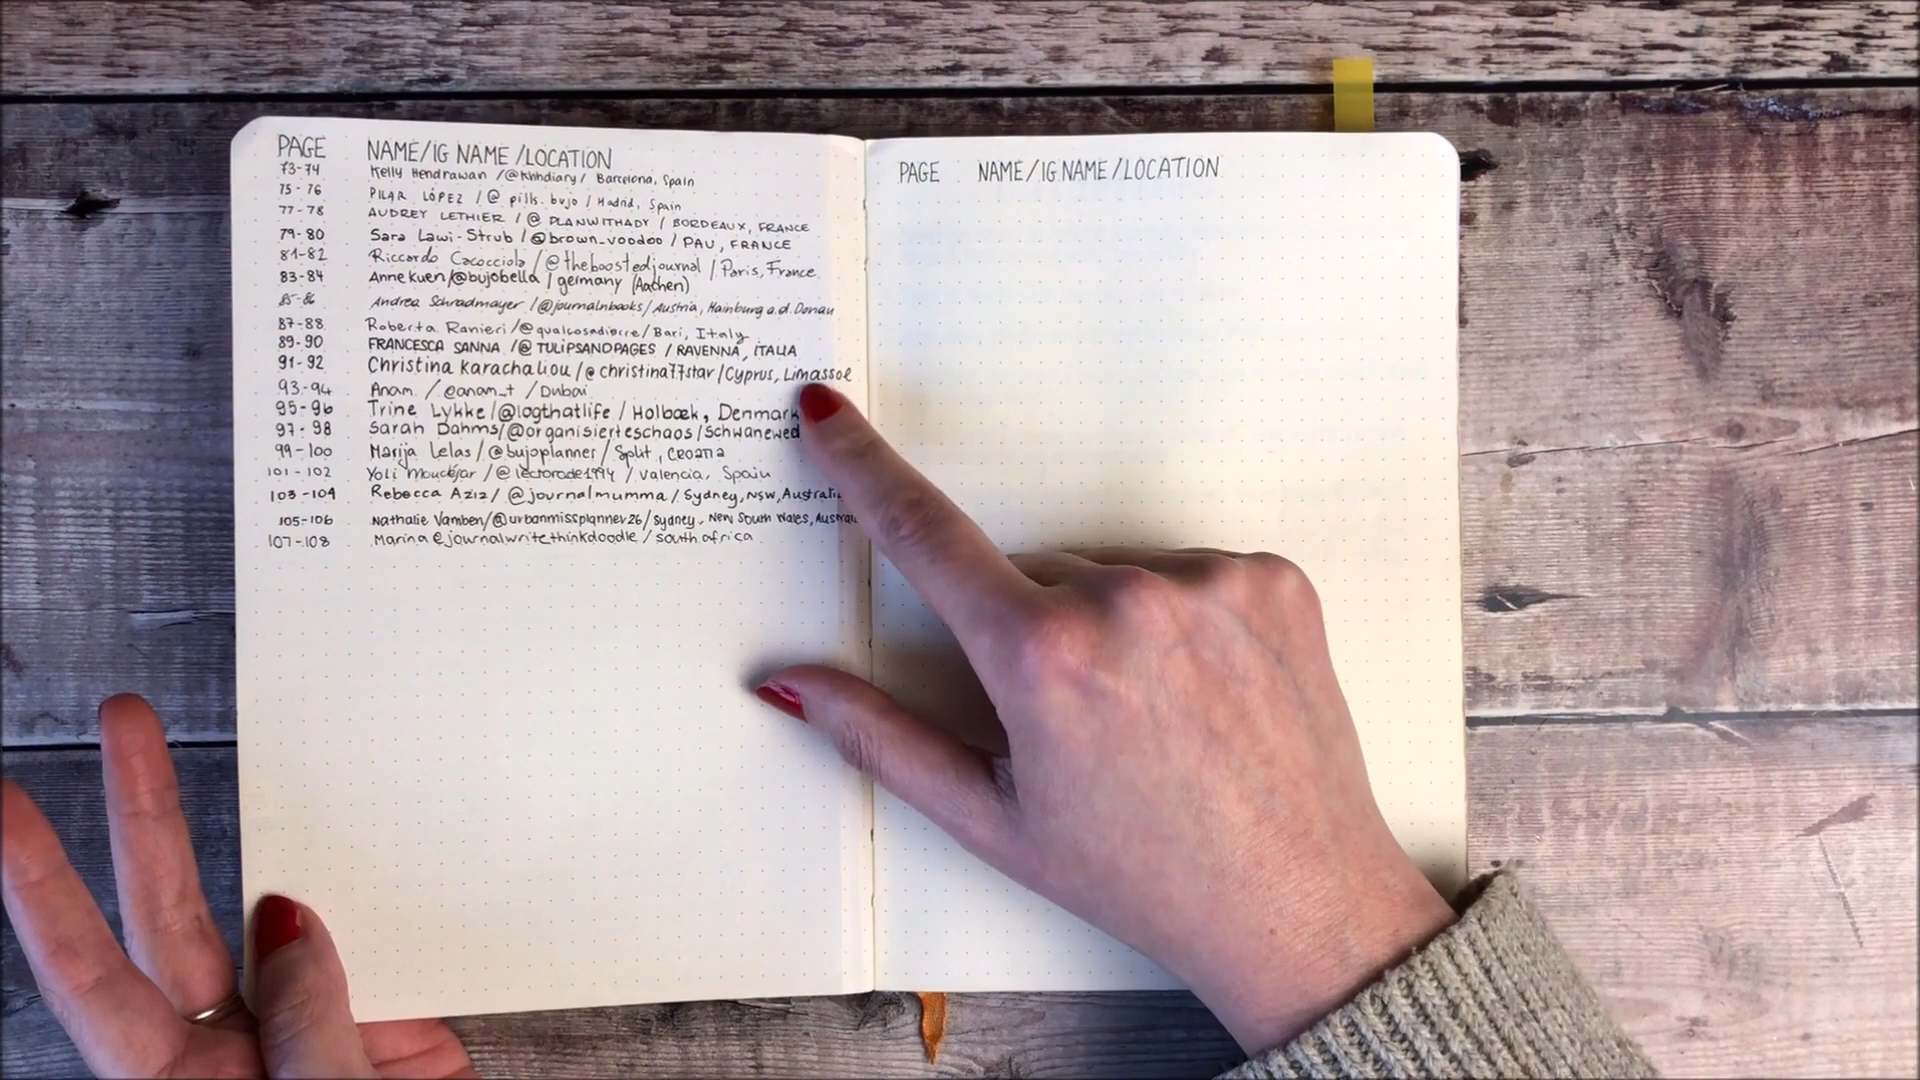 PAGE NAME/IG NAME/LOCATION
73-74 Kelly Hendrawan /@khhdiary/ Barcelona, Spain
75-76 PILAR LÓPEZ /@pills.bujo / Madrid, Spain
77-78 AUDREY LETHIER /@PLANWITHADY / BORDEAUX, FRANCE
79-80 Sara Lawi-Strub /@brown_voodoo / PAU, FRANCE
81-82 Riccardo Cacocciola /@theboostedjournal / Paris, France
83-84 Anne Kuen/@bujobella / germany (Aachen)
85-86 Andrea Schradmayer /@journalnbooks/ Austria, Hainburg a.d. Donau
87-88 Roberta Ranieri /@qualcosadiorre/ Bari, Italy
89-90 FRANCESCA SANNA /@TULIPSANDPAGES / RAVENNA, ITALIA
91-92 Christina Karachaliou /@christina77star/Cyprus, Limassol
93-94 Anam / @anam_t / Dubai
95-96 Trine Lykke /@logthatlife / Holbæk, Denmark
97-98 Sarah Dahms/@organisierteschaos/Schwanewed
99-100 Marija Lelas /@bujoplanner/ Split, CROATIA
101-102 Yoli /@lectorade1994 / Valencia, Spain
103-104 Rebecca Aziz/ @journalmumma / Sydney, NSW, Australi
105-106 Nathalie Vamben/@urbanmissplanner26/Sydney, New South Wales, Austral
107-108 Marina @journalwritethinkdoodle / south africa
PAGE NAME/IG NAME/LOCATION